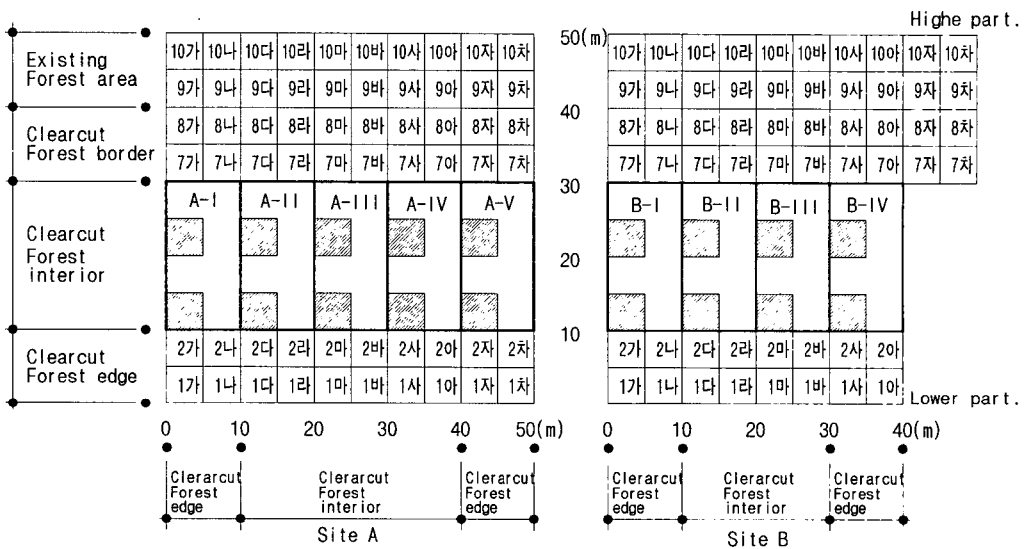 Highe part.
Existing
Forest area
Clearcut
Forest border
Clearcut
Forest
interior
Clearcut
Forest edge
10가 10나 10다 10라 10마 10바 10사 10아 10자 10차
9가 9나 9다 9라 9마 9바 9사 9아 9자 9차
8가 8나 8다 8라 8마 8바 8사 8아 8자 8차
7가 7나 7다 7라 7마 7바 7사 7아 7자 7차
A-I A-II A-III A-IV A-V
2가 2나 2다 2라 2마 2바 2사 2아 2자 2차
1가 1나 1다 1라 1마 1바 1사 1아 1자 1차
50(m)
40
30
20
10
10가 10나 10다 10라 10마 10바 10사 10아 10자 10차
9가 9나 9다 9라 9마 9바 9사 9아 9자 9차
8가 8나 8다 8라 8마 8바 8사 8아 8자 8차
7가 7나 7다 7라 7마 7바 7사 7아 7자 7차
B-I B-II B-III B-IV
2가 2나 2다 2라 2마 2바 2사 2아
1가 1나 1다 1라 1마 1바 1사 1아
Lower part.
0 10 20 30 40 50(m)
0 10 20 30 40(m)
Clerarcut
Forest
edge
Clerarcut
Forest
interior
Clerarcut
Forest
edge
Site A
Clerarcut
Forest
edge
Clerarcut
Forest
interior
Clerarcut
Forest
edge
Site B